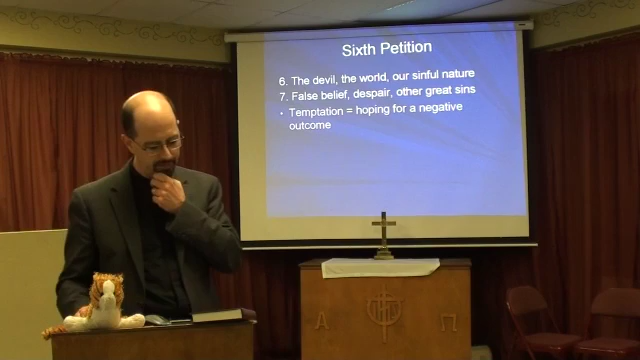 Sixth Petition
6. The devil, the world, our sinful nature
7. False belief, despair, other great sins
• Temptation = hoping for a negative
outcome
Α